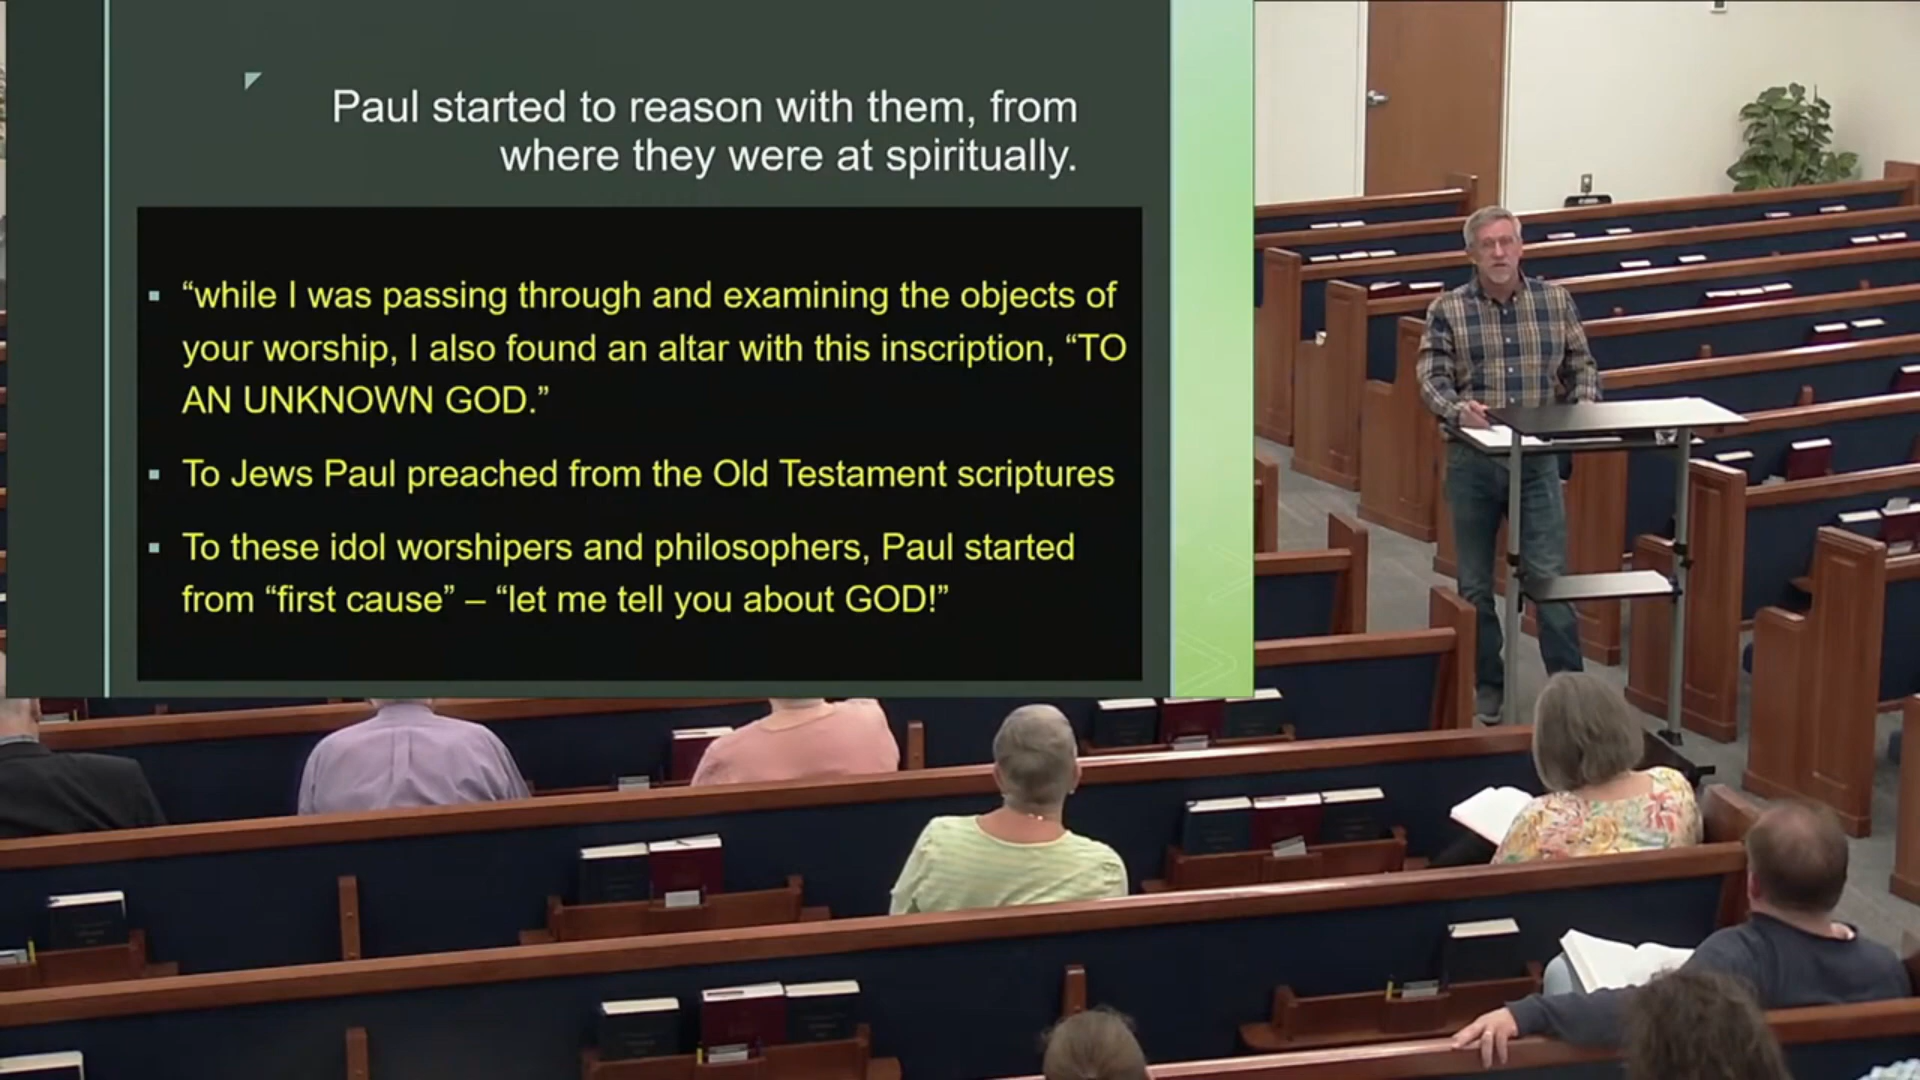 Paul started to reason with them, from
where they were at spiritually.
▪ “while I was passing through and examining the objects of
your worship, I also found an altar with this inscription, “TO
AN UNKNOWN GOD.”
▪ To Jews Paul preached from the Old Testament scriptures
▪ To these idol worshipers and philosophers, Paul started
from “first cause” – “let me tell you about GOD!”